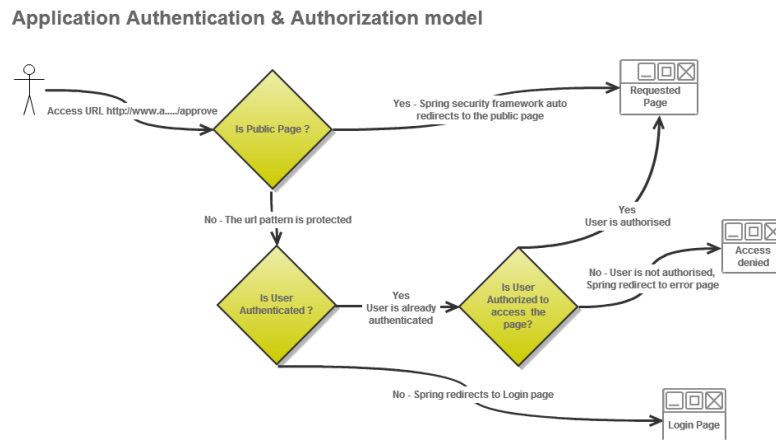 Application Authentication & Authorization model
Access URL http://www.a...../approve
Is Public Page ?
Yes - Spring security framework auto
redirects to the public page
Requested
Page
No - The url pattern is protected
Yes
User is authorised
Is User
Authenticated ?
Yes
User is already
authenticated
Is User
Authorized to
access the
page?
No - User is not authorised,
Spring redirect to error page
Access
denied
No - Spring redirects to Login page
Login Page